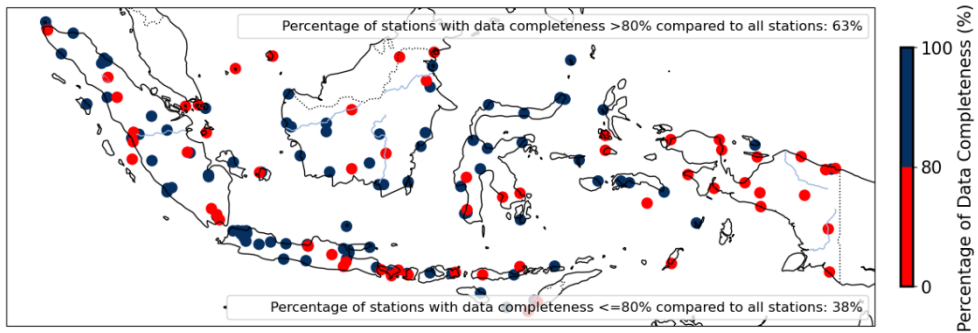 Percentage of stations with data completeness >80% compared to all stations: 63%
Percentage of stations with data completeness <=80% compared to all stations: 38%
100
80
0
Percentage of Data Completeness (%)